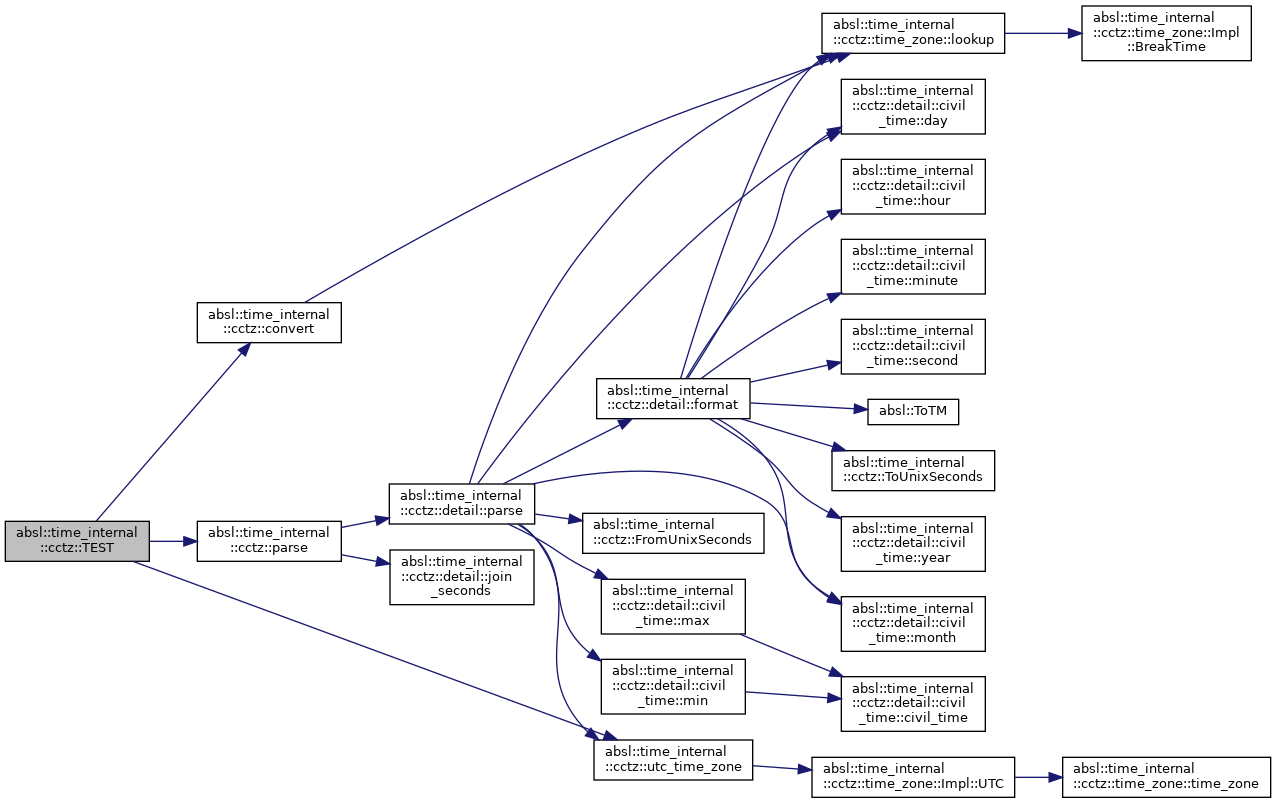 absl::time_internal
::cctz::TEST
absl::time_internal
::cctz::convert
absl::time_internal
::cctz::parse
absl::time_internal
::cctz::detail::parse
absl::time_internal
::cctz::detail::join
_seconds
absl::time_internal
::cctz::detail::format
absl::time_internal
::cctz::FromUnixSeconds
absl::time_internal
::cctz::detail::civil
_time::max
absl::time_internal
::cctz::detail::civil
_time::min
absl::time_internal
::cctz::utc_time_zone
absl::time_internal
::cctz::time_zone::lookup
absl::time_internal
::cctz::detail::civil
_time::day
absl::time_internal
::cctz::detail::civil
_time::hour
absl::time_internal
::cctz::detail::civil
_time::minute
absl::time_internal
::cctz::detail::civil
_time::second
absl::ToTM
absl::time_internal
::cctz::ToUnixSeconds
absl::time_internal
::cctz::detail::civil
_time::year
absl::time_internal
::cctz::detail::civil
_time::month
absl::time_internal
::cctz::detail::civil
_time::civil_time
absl::time_internal
::cctz::time_zone::Impl::UTC
absl::time_internal
::cctz::time_zone::Impl
::BreakTime
absl::time_internal
::cctz::time_zone::time_zone